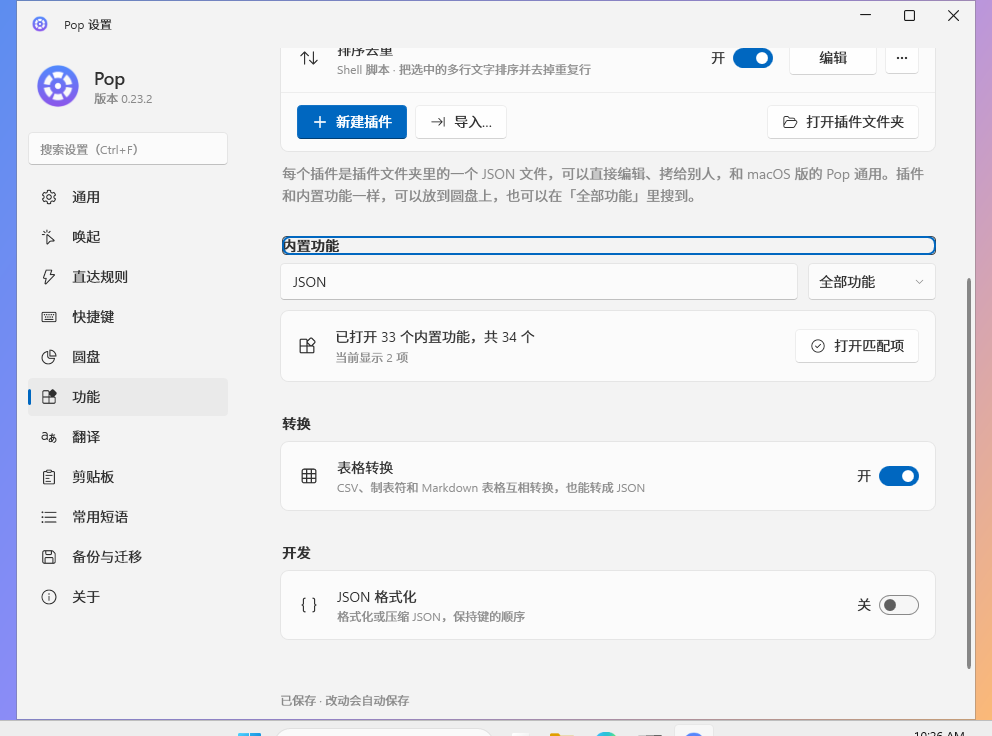 Pop 设置
Pop
版本 0.23.2
搜索设置（Ctrl+F）
通用
唤起
直达规则
快捷键
圆盘
功能
翻译
剪贴板
常用短语
备份与迁移
关于
排序去重
Shell 脚本 · 把选中的多行文字排序并去掉重复行
开
编辑
...
新建插件
导入...
打开插件文件夹
每个插件是插件文件夹里的一个 JSON 文件，可以直接编辑、拷给别人，和 macOS 版的 Pop 通用。插件
和内置功能一样，可以放到圆盘上，也可以在「全部功能」里搜到。
内置功能
JSON
全部功能
已打开 33 个内置功能，共 34 个
当前显示 2 项
打开匹配项
转换
表格转换
CSV、制表符和 Markdown 表格互相转换，也能转成 JSON
开
开发
{ }
JSON 格式化
格式化或压缩 JSON，保持键的顺序
关
已保存 · 改动会自动保存
10:26 AM